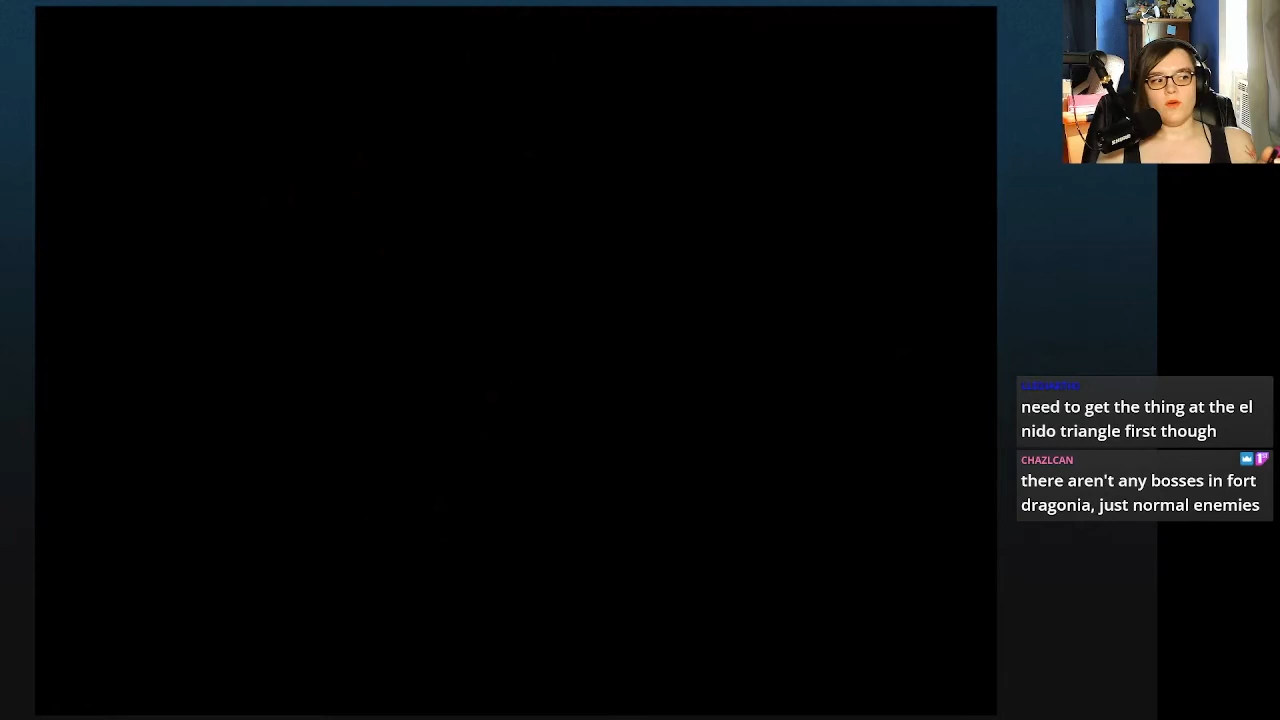 need to get the thing at the el
nido triangle first though
CHAZLCAN
there aren't any bosses in fort
dragonia, just normal enemies